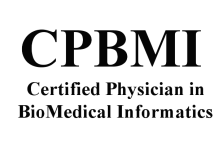 CPBMI
Certified Physician in
BioMedical Informatics